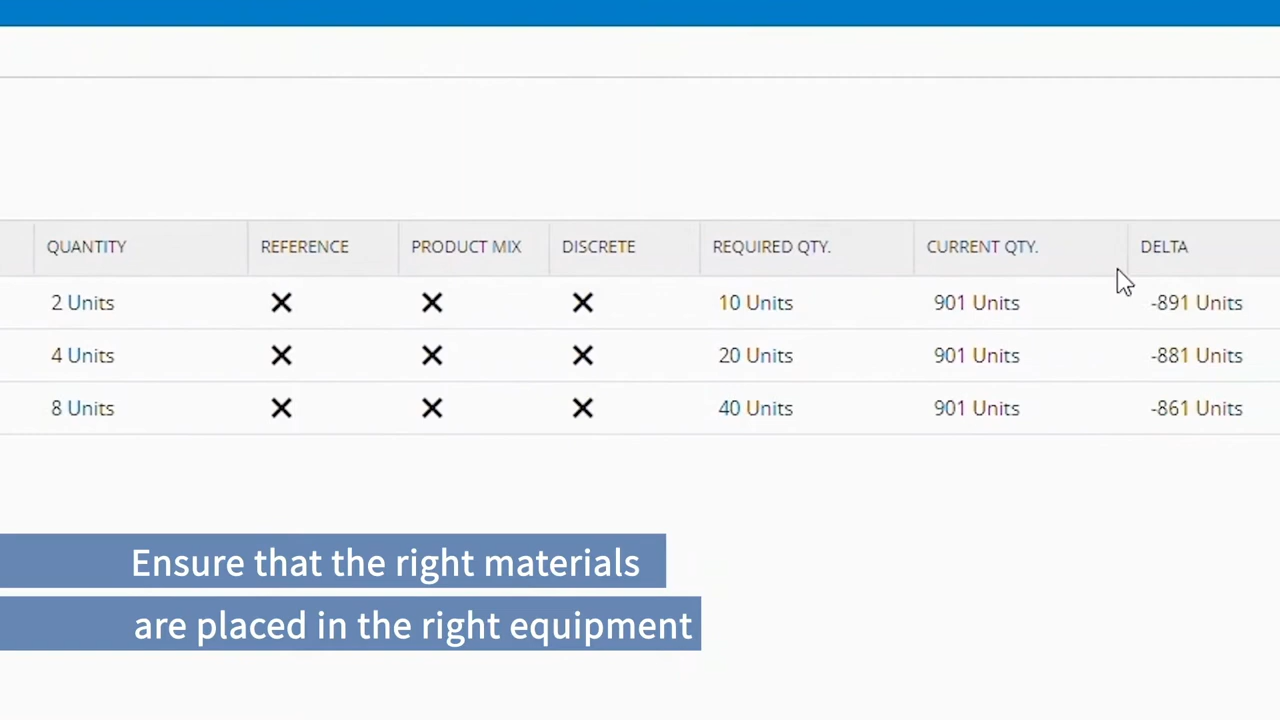 QUANTITY REFERENCE PRODUCT MIX DISCRETE REQUIRED QTY. CURRENT QTY. DELTA
2 Units 10 Units 901 Units -891 Units
4 Units 20 Units 901 Units -881 Units
8 Units 40 Units 901 Units -861 Units
Ensure that the right materials
are placed in the right equipment